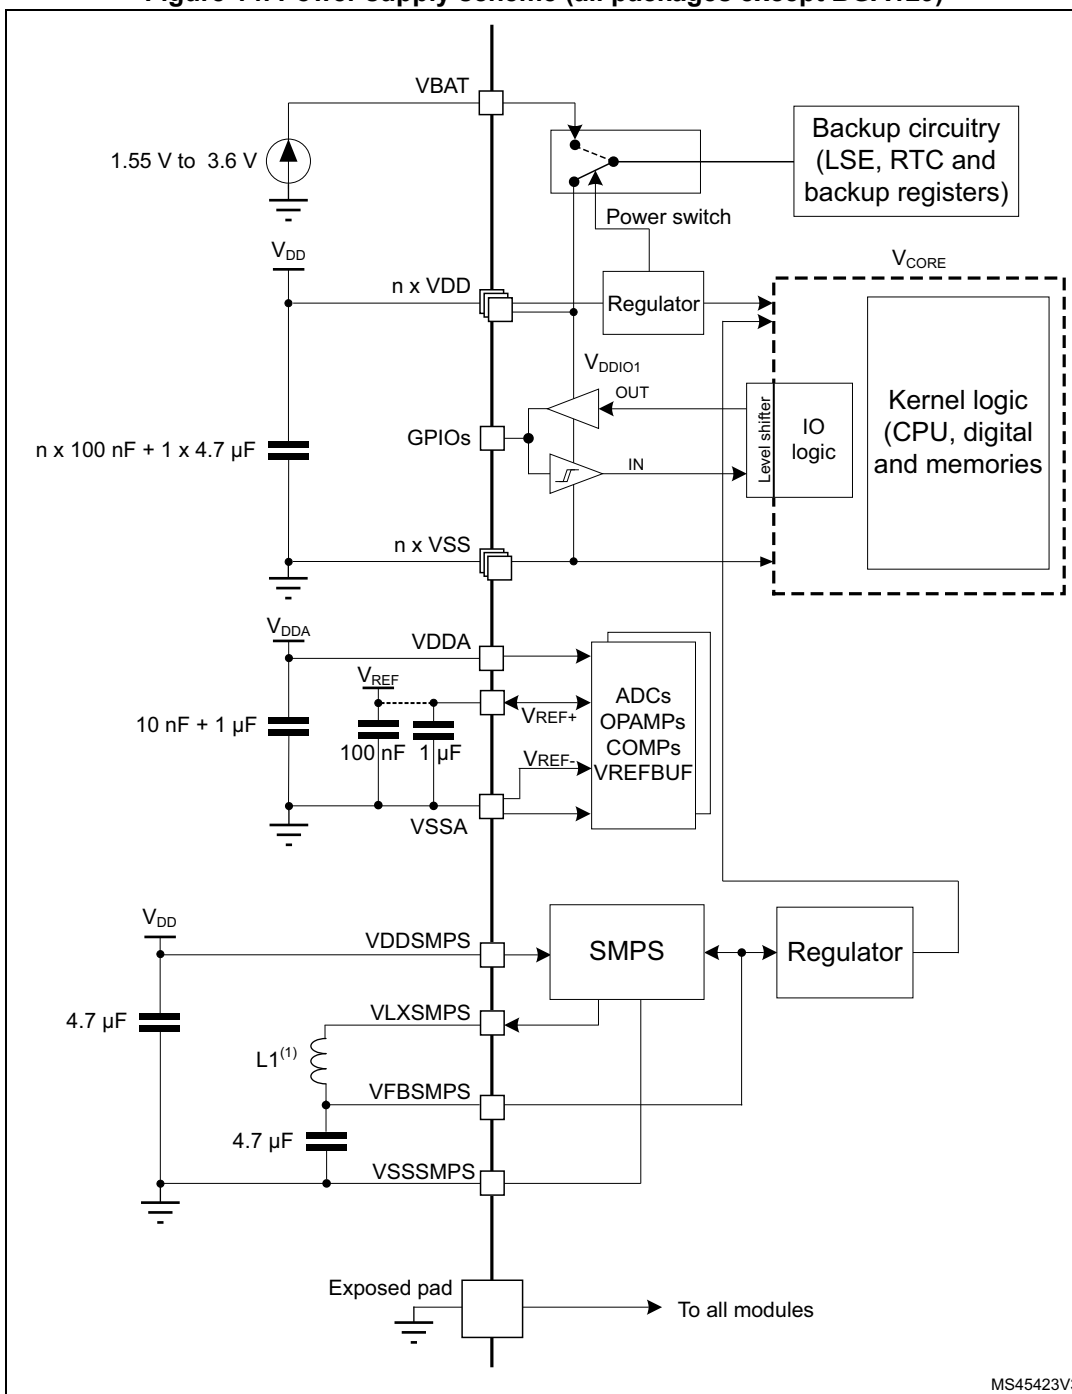 VBAT
1.55 V to 3.6 V
Backup circuitry
(LSE, RTC and
backup registers)
Power switch
VDD
n x VDD
Regulator
VCORE
VDDIO1
OUT
GPIOs
n x 100 nF + 1 x 4.7 µF
IN
Level shifter
IO
logic
Kernel logic
(CPU, digital
and memories
n x VSS
VDDA
VDDA
VREF
10 nF + 1 µF
100 nF
1 µF
VREF+
VREF-
ADCs
OPAMPs
COMPs
VREFBUF
VSSA
VDD
VDDSMPS
SMPS
Regulator
4.7 µF
VLXSMPS
L1(1)
VFBSMPS
4.7 µF
VSSSMPS
Exposed pad
To all modules